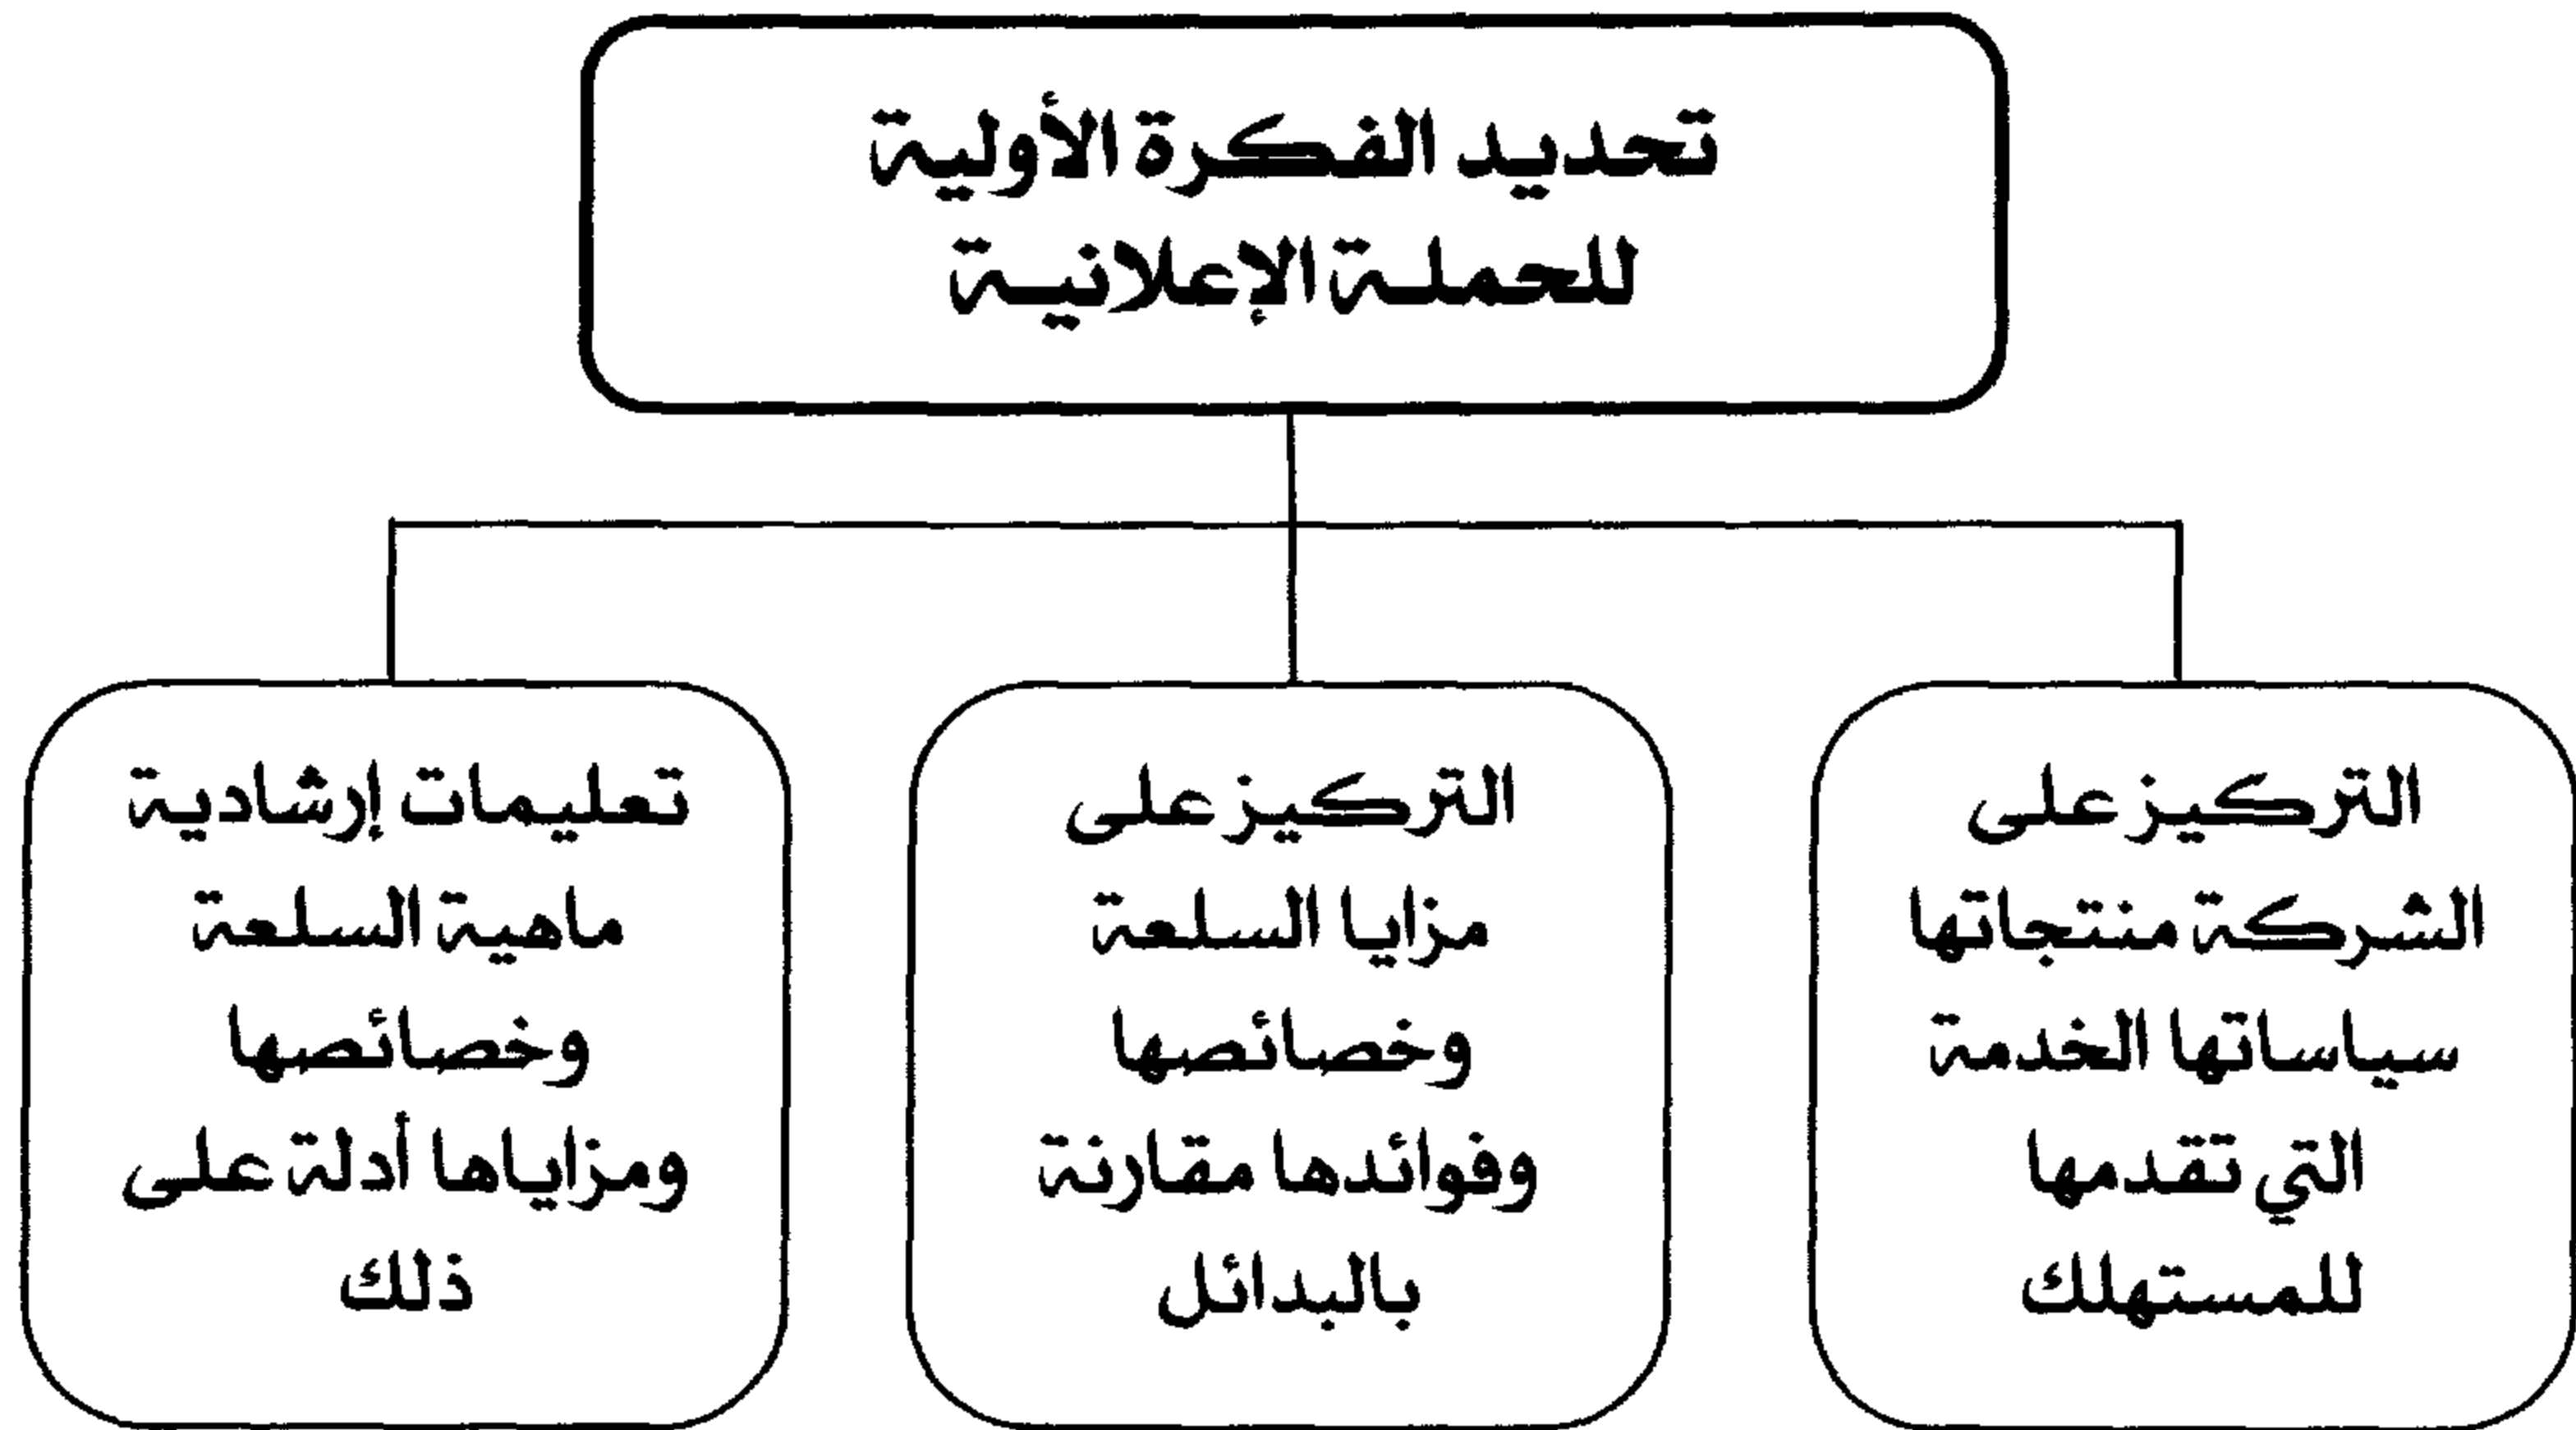 تحديد الفكرة الأولية
للحملة الإعلانية
التركيز على
الشركة منتجاتها
سياساتها الخدمة
التي تقدمها
للمستهلك
التركيز على
مزايا السلعة
وخصائصها
وفوائدها مقارنة
بالبدائل
تعليمات إرشادية
ماهية السلعة
وخصائصها
ومزاياها أدلة على
ذلك